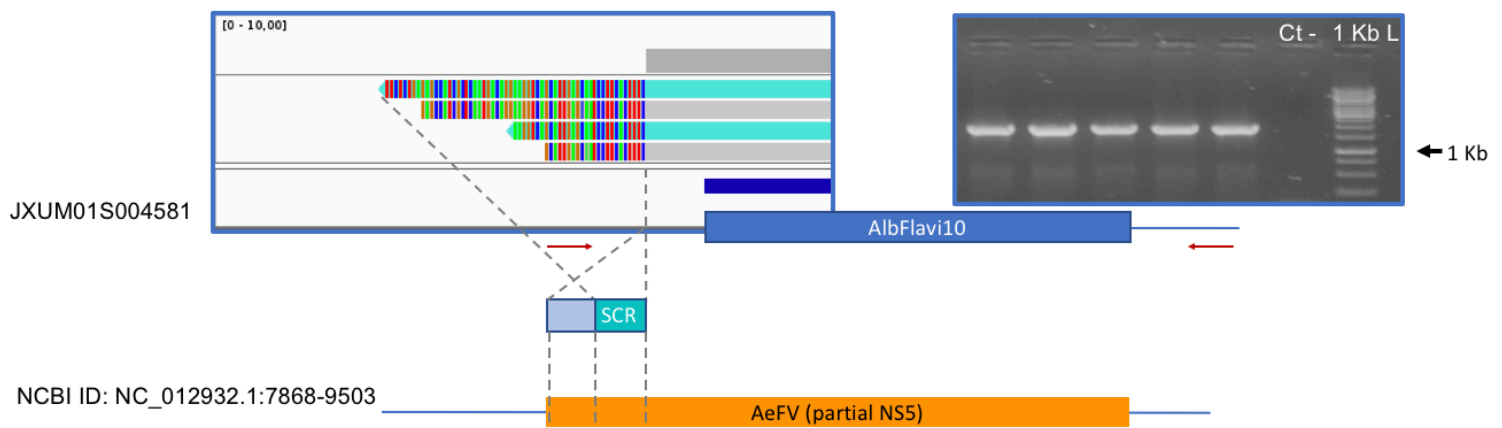 [0 - 10,00]
Ct - 1 Kb L
1 Kb
JXUM01S004581
AlbFlavi10
SCR
NCBI ID: NC_012932.1:7868-9503
AeFV (partial NS5)